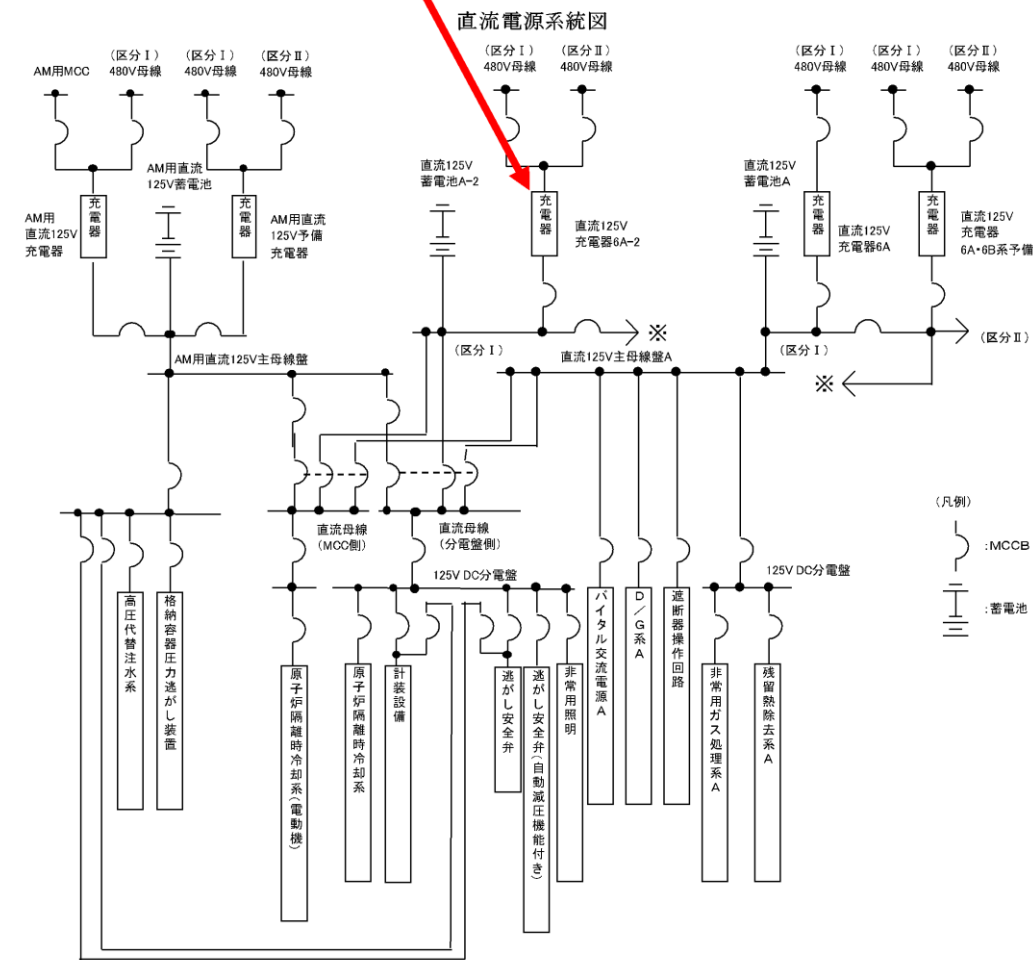 直流電源系統図
AM用MCC
(区分Ⅰ)
480V母線
(区分Ⅰ)
480V母線
(区分Ⅱ)
480V母線
(区分Ⅰ)
480V母線
(区分Ⅱ)
480V母線
(区分Ⅰ)
480V母線
(区分Ⅰ)
480V母線
(区分Ⅱ)
480V母線
AM用直流
125V蓄電池
直流125V
蓄電池A-2
直流125V
蓄電池A
充電器
充電器
充電器
充電器
充電器
AM用
直流125V
充電器
AM用直流
125V予備
充電器
直流125V
充電器6A-2
直流125V
充電器6A
直流125V
充電器
6A・6B系予備
※
(区分Ⅱ)
AM用直流125V主母線盤
(区分Ⅰ)
直流125V主母線盤A
(区分Ⅰ)
※
直流母線
(MCC側)
直流母線
(分電盤側)
125V DC分電盤
125V DC分電盤
高圧代替注水系
格納容器圧力逃がし装置
原子炉隔離時冷却系(電動機)
原子炉隔離時冷却系
計装設備
逃がし安全弁
逃がし安全弁(自動減圧機能付き)
非常用照明
バイタル交流電源A
D/G系A
遮断器操作回路
非常用ガス処理系A
残留熱除去系A
(凡例)
:MCCB
:蓄電池